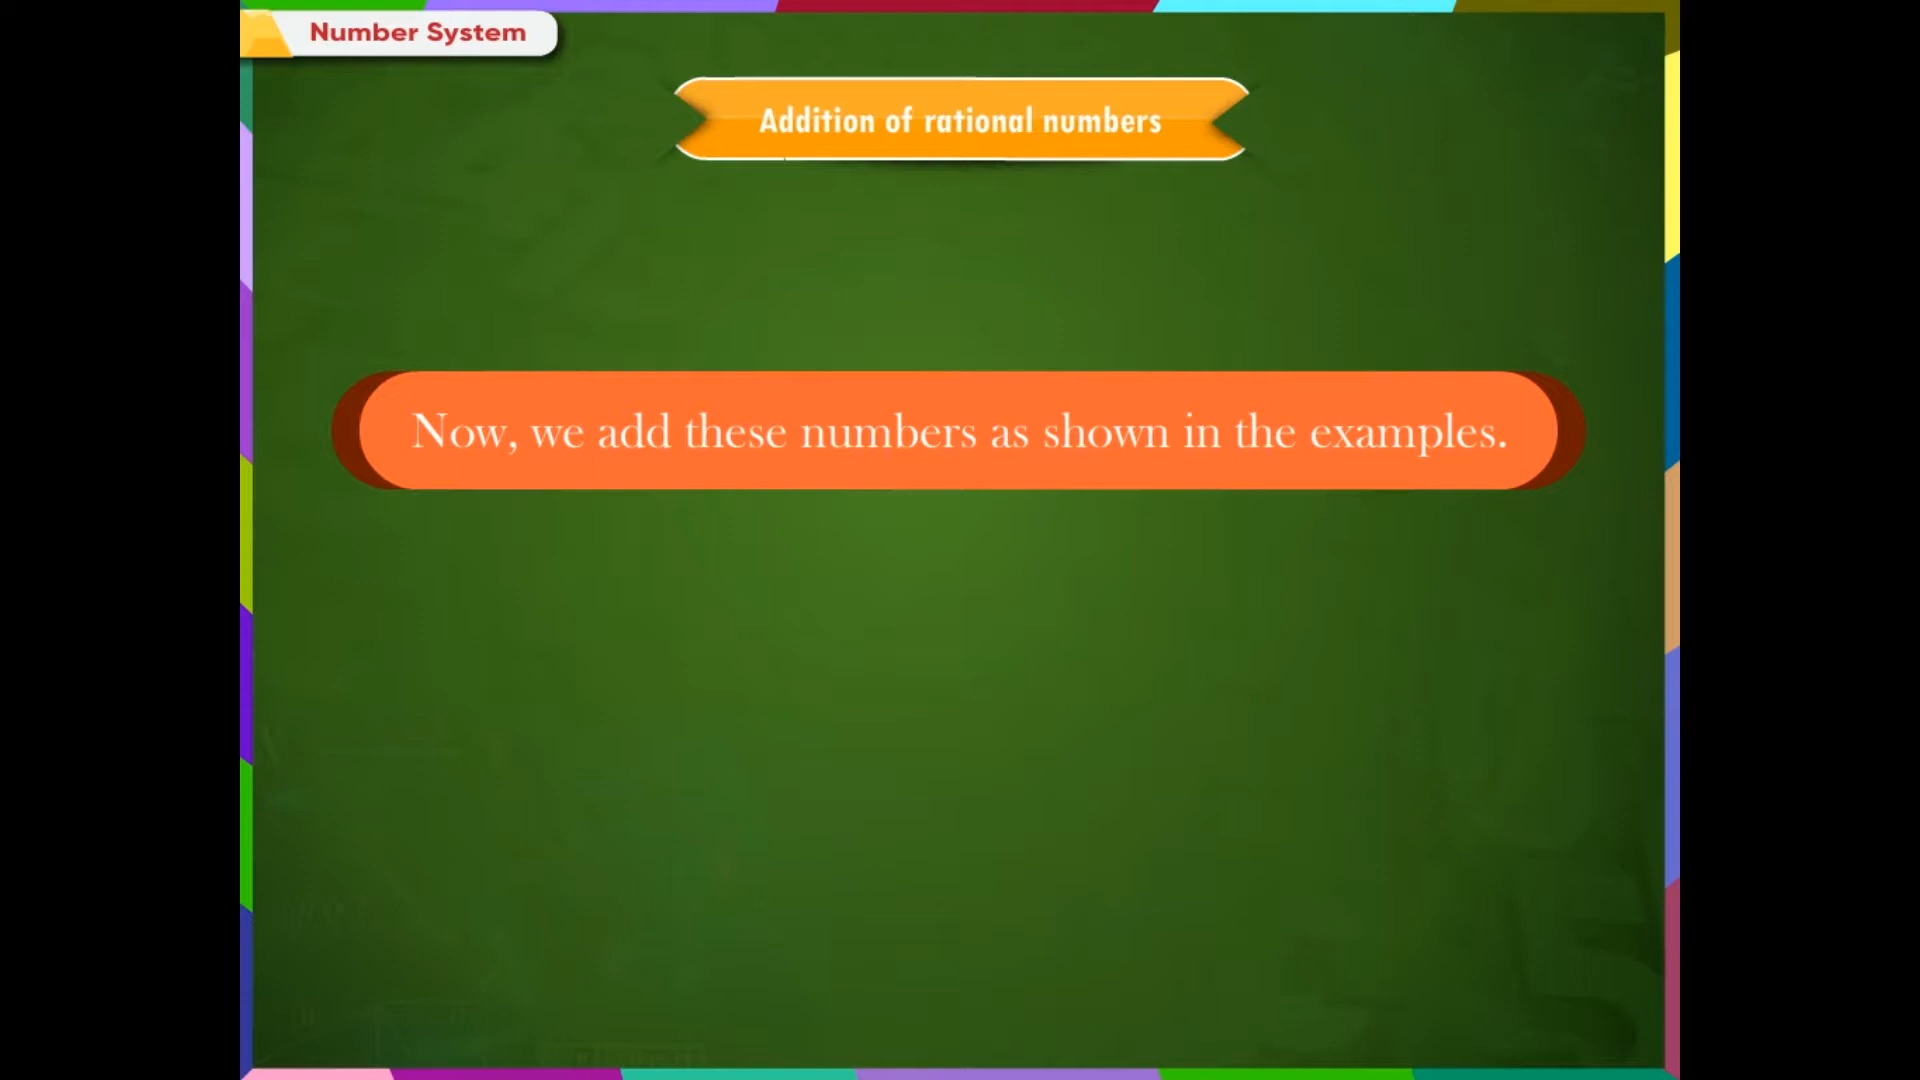 Number System
Addition of rational numbers
Now, we add these numbers as shown in the examples.